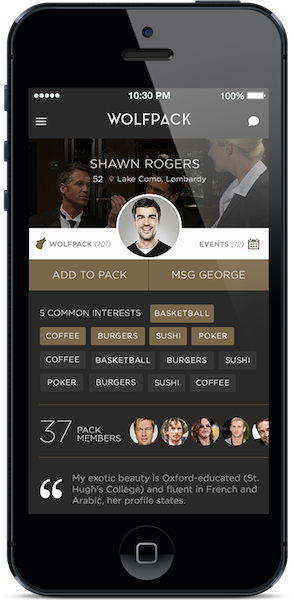 10:30 PM 100%
WOLFPACK
SHAWN ROGERS
52 Lake Como, Lombardy
WOLFPACK (101) EVENTS (12)
ADD TO PACK MSG GEORGE
5 COMMON INTERESTS BASKETBALL
COFFEE BURGERS SUSHI POKER
COFFEE BASKETBALL BURGERS SUSHI
POKER BURGERS SUSHI COFFEE
37 PACK
MEMBERS
“ My exotic beauty is Oxford-educated (St.
Hugh's College) and fluent in French and
Arabic, her profile states.